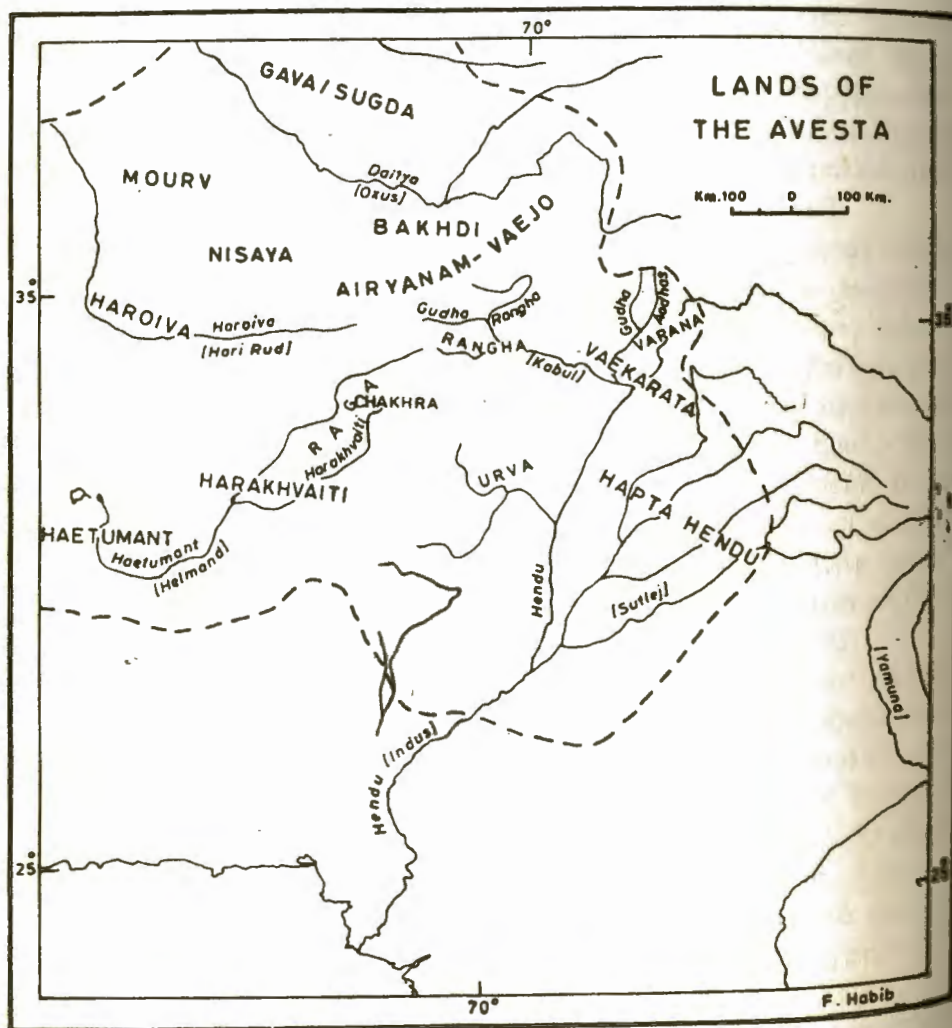 70°
LANDS OF
THE AVESTA
Km.100 0 100 Km.
GAVA/SUGDA
Daitya
[Oxus]
MOURV
BAKHDI
NISAYA
AIRYANAM-VAEJO
35°
35°
HAROIVA
Haroiva
[Hari Rud]
Gudha
Rangha
RANGHA
[Kabul]
Gudha
Aodhas
VARANA
VAEKARATA
CHAKHRA
RAGA
Harakhvaiti
HARAKHVAITI
URVA
HAPTA HENDU
HAETUMANT
Haetumant
[Helmand]
Hendu
[Sutlej]
[Yamuna]
Hendu [Indus]
25°
25°
70°
F. Habib